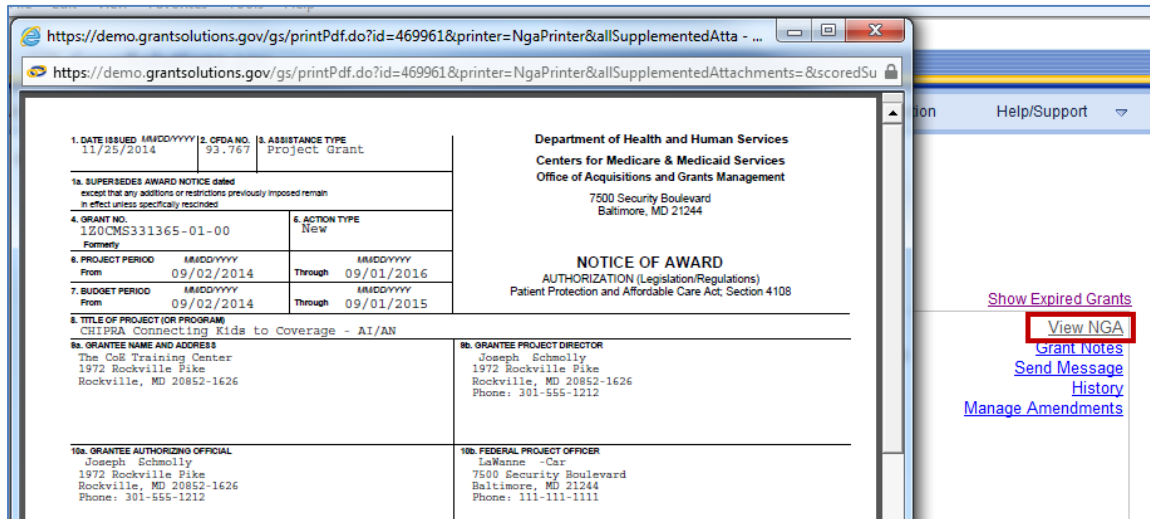 https://demo.grantsolutions.gov/gs/printPdf.do?id=469961&printer=NgaPrinter&allSupplementedAtta - ...
https://demo.grantsolutions.gov/gs/printPdf.do?id=469961&printer=NgaPrinter&allSupplementedAttachments=&scoredSu
tion Help/Support
1. DATE ISSUED MM/DD/YYYY 2. CFDA NO. 3. ASSISTANCE TYPE
11/25/2014 93.767 Project Grant
1a. SUPERSEDES AWARD NOTICE dated
except that any additions or restrictions previously imposed remain
in effect unless specifically rescinded
4. GRANT NO. 5. ACTION TYPE
1Z0CMS331365-01-00 New
Formerly
6. PROJECT PERIOD MM/DD/YYYY MM/DD/YYYY
From 09/02/2014 Through 09/01/2016
7. BUDGET PERIOD MM/DD/YYYY MM/DD/YYYY
From 09/02/2014 Through 09/01/2015
Department of Health and Human Services
Centers for Medicare & Medicaid Services
Office of Acquisitions and Grants Management
7500 Security Boulevard
Baltimore, MD 21244
NOTICE OF AWARD
AUTHORIZATION (Legislation/Regulations)
Patient Protection and Affordable Care Act; Section 4108
8. TITLE OF PROJECT (OR PROGRAM)
CHIPRA Connecting Kids to Coverage - AI/AN
9a. GRANTEE NAME AND ADDRESS
The CoE Training Center
1972 Rockville Pike
Rockville, MD 20852-1626
9b. GRANTEE PROJECT DIRECTOR
Joseph Schmolly
1972 Rockville Pike
Rockville, MD 20852-1626
Phone: 301-555-1212
10a. GRANTEE AUTHORIZING OFFICIAL
Joseph Schmolly
1972 Rockville Pike
Rockville, MD 20852-1626
Phone: 301-555-1212
10b. FEDERAL PROJECT OFFICER
LaWanne -Car
7500 Security Boulevard
Baltimore, MD 21244
Phone: 111-111-1111
Show Expired Grants
View NGA
Grant Notes
Send Message
History
Manage Amendments